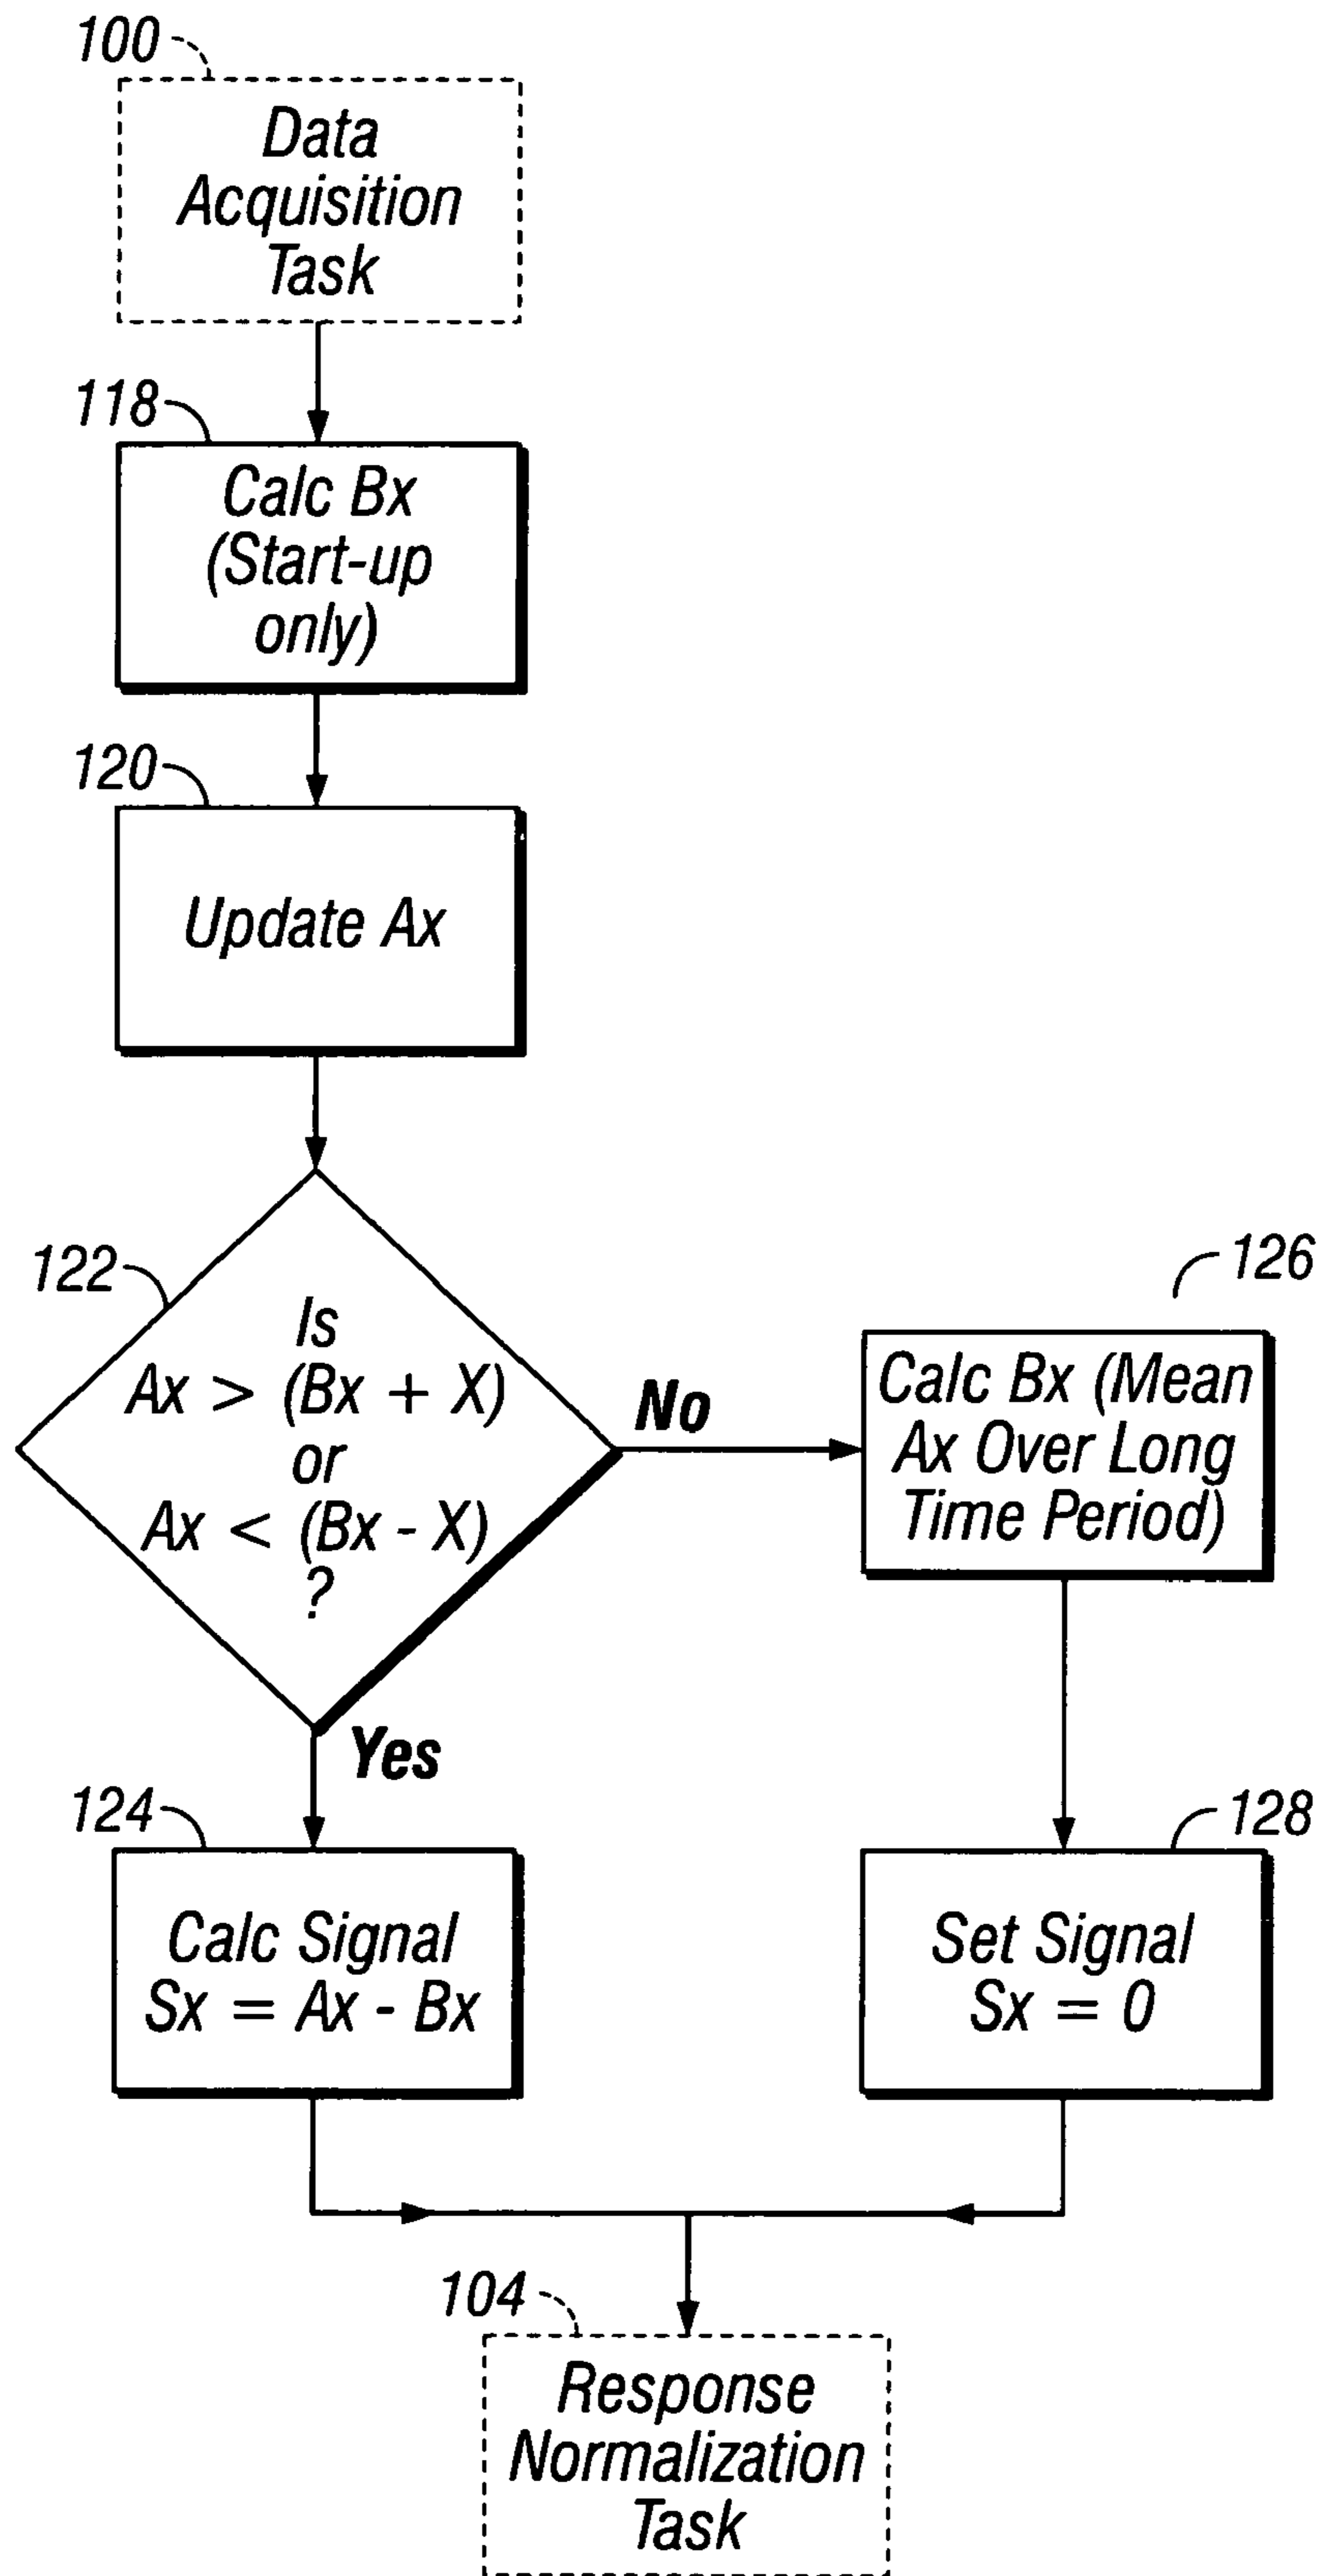 100
Data
Acquisition
Task
118
Calc Bx
(Start-up
only)
120
Update Ax
122
Is
Ax > (Bx + X)
or
Ax < (Bx - X)
?
No
Yes
126
Calc Bx (Mean
Ax Over Long
Time Period)
124
Calc Signal
Sx = Ax - Bx
128
Set Signal
Sx = 0
104
Response
Normalization
Task